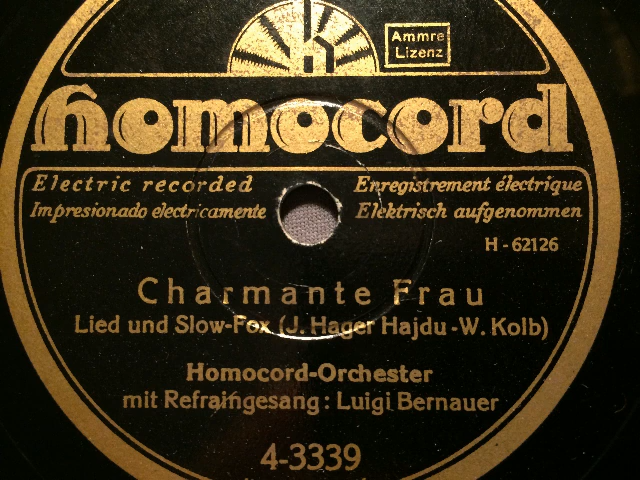 Ammre
Lizenz
h
homocord
Electric recorded
Enregistrement électrique
Impresionado electricamente
Elektrisch aufgenommen
H-62126
Charmante Frau
Lied und Slow-Fox (J. Hager Hajdu-W. Kolb)
Homocord-Orchester
mit Refraingesang: Luigi Bernauer
4-3339